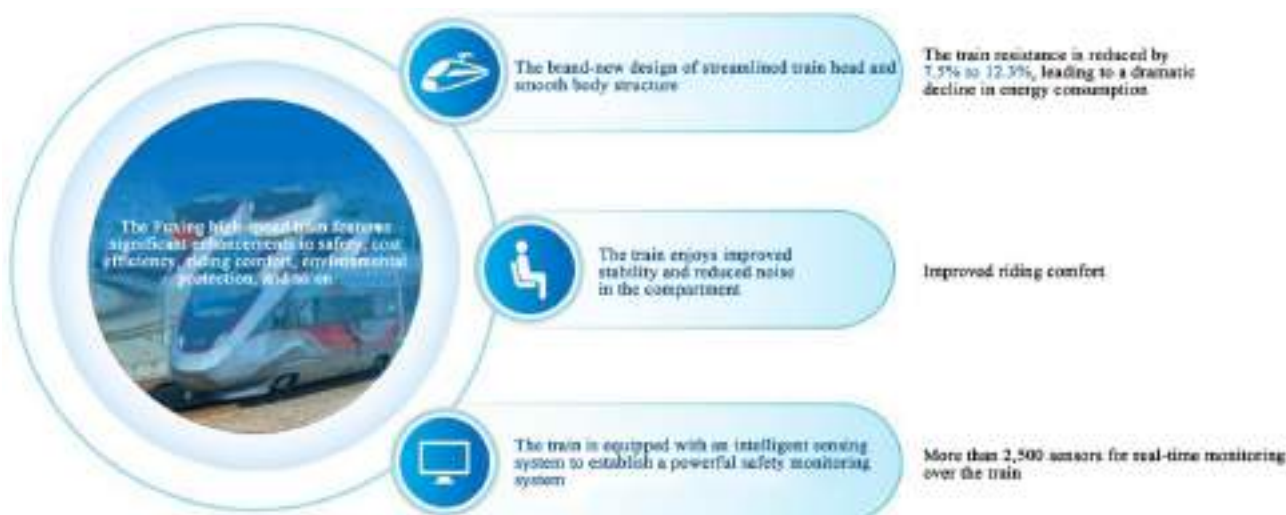 The Fuxing high-speed train features
significant enhancements to safety, cost
efficiency, riding comfort, environmental
protection, and so on
The brand-new design of streamlined train head and
smooth body structure
The train resistance is reduced by
7.5% to 12.3%, leading to a dramatic
decline in energy consumption
The train enjoys improved
stability and reduced noise
in the compartment
Improved riding comfort
The train is equipped with an intelligent sensing
system to establish a powerful safety monitoring
system
More than 2,500 sensors for real-time monitoring
over the train